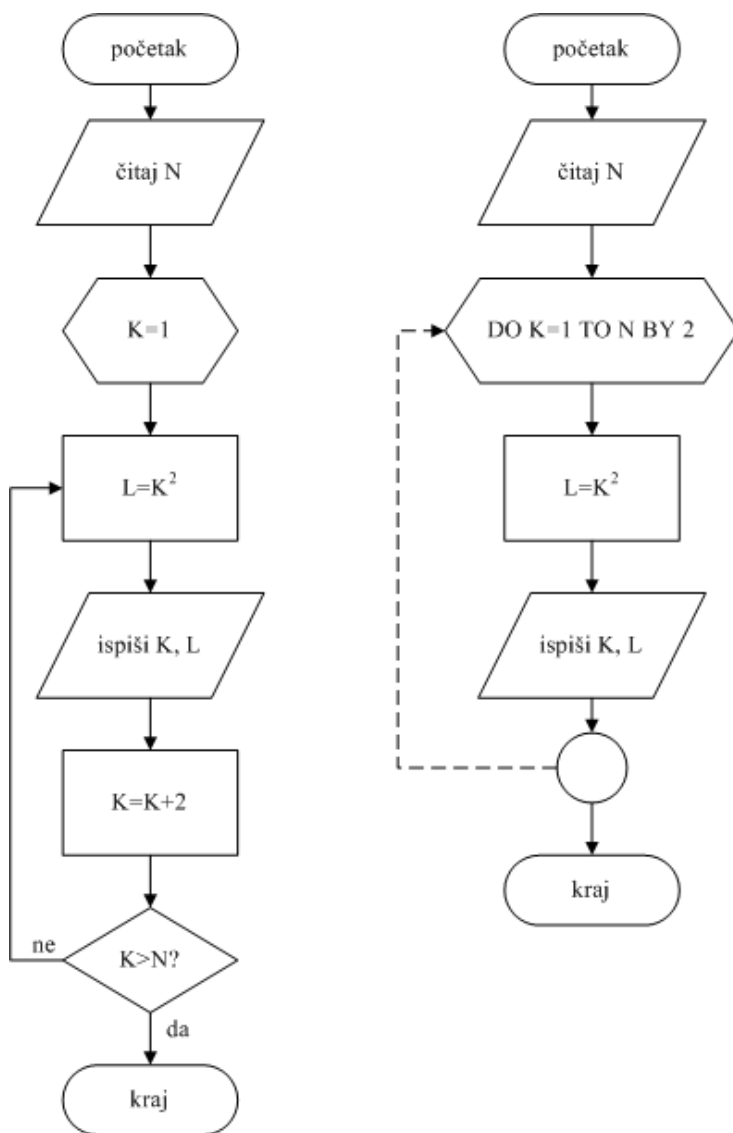 početak
čitaj N
K=1
L=K²
ispiši K, L
K=K+2
K>N?
ne
da
kraj
početak
čitaj N
DO K=1 TO N BY 2
L=K²
ispiši K, L
kraj